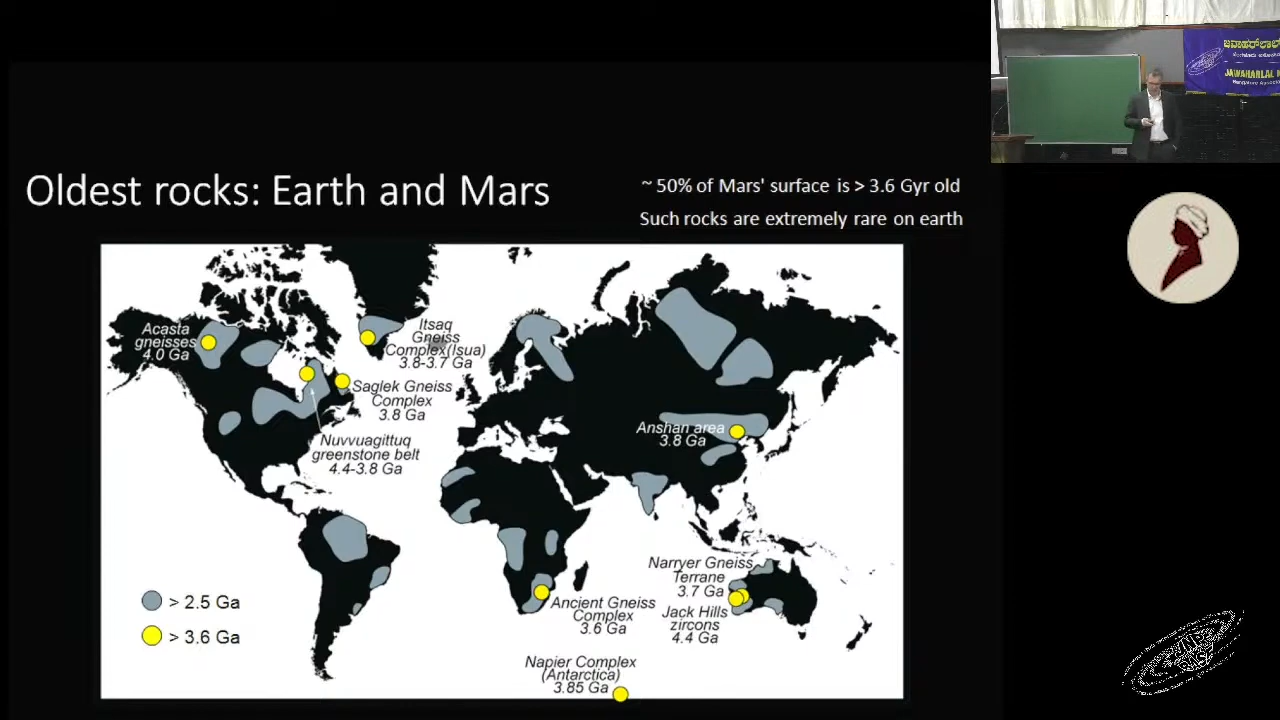 Oldest rocks: Earth and Mars
~ 50% of Mars' surface is > 3.6 Gyr old
Such rocks are extremely rare on earth
Acasta
gneisses
4.0 Ga
Itsaq
Gneiss
Complex(Isua)
3.8-3.7 Ga
Saglek Gneiss
Complex
3.8 Ga
Nuvvuagittuq
greenstone belt
4.4-3.8 Ga
Anshan area
3.8 Ga
Narryer Gneiss
Terrane
3.7 Ga
Jack Hills
zircons
4.4 Ga
Ancient Gneiss
Complex
3.6 Ga
Napier Complex
(Antarctica)
3.85 Ga
> 2.5 Ga
> 3.6 Ga
ಜವಾಹರ್‌ಲಾಲ್
JAWAHARLAL